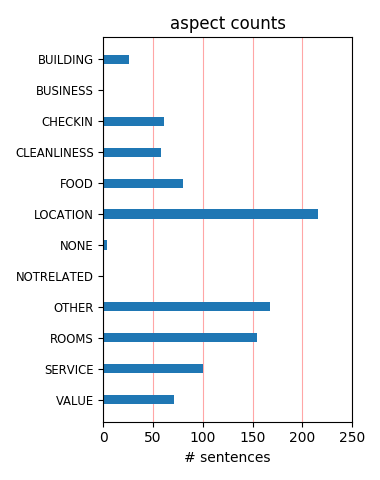 aspect counts
BUILDING
BUSINESS
CHECKIN
CLEANLINESS
FOOD
LOCATION
NONE
NOTRELATED
OTHER
ROOMS
SERVICE
VALUE
0 50 100 150 200 250
# sentences